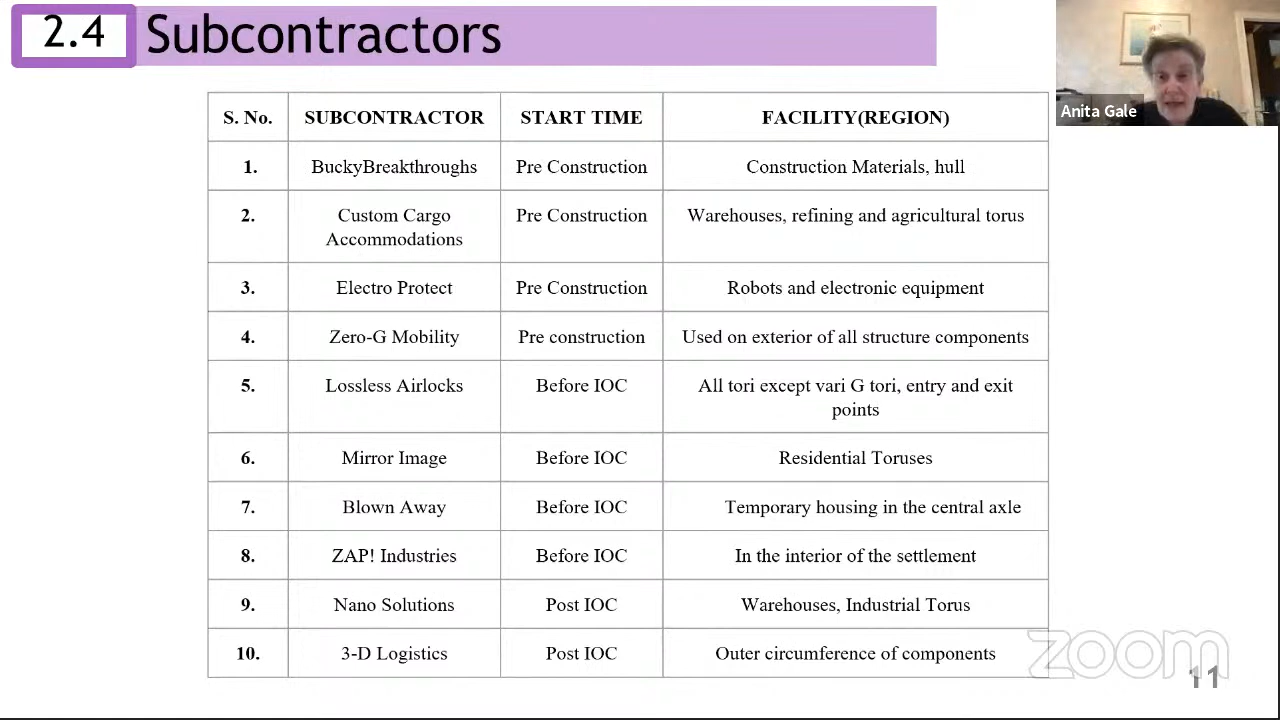 2.4 Subcontractors
Anita Gale
S. No. SUBCONTRACTOR START TIME FACILITY(REGION)
1. BuckyBreakthroughs Pre Construction Construction Materials, hull
2. Custom Cargo Pre Construction Warehouses, refining and agricultural torus
Accommodations
3. Electro Protect Pre Construction Robots and electronic equipment
4. Zero-G Mobility Pre construction Used on exterior of all structure components
5. Lossless Airlocks Before IOC All tori except vari G tori, entry and exit
points
6. Mirror Image Before IOC Residential Toruses
7. Blown Away Before IOC Temporary housing in the central axle
8. ZAP! Industries Before IOC In the interior of the settlement
9. Nano Solutions Post IOC Warehouses, Industrial Torus
10. 3-D Logistics Post IOC Outer circumference of components
zoom
11